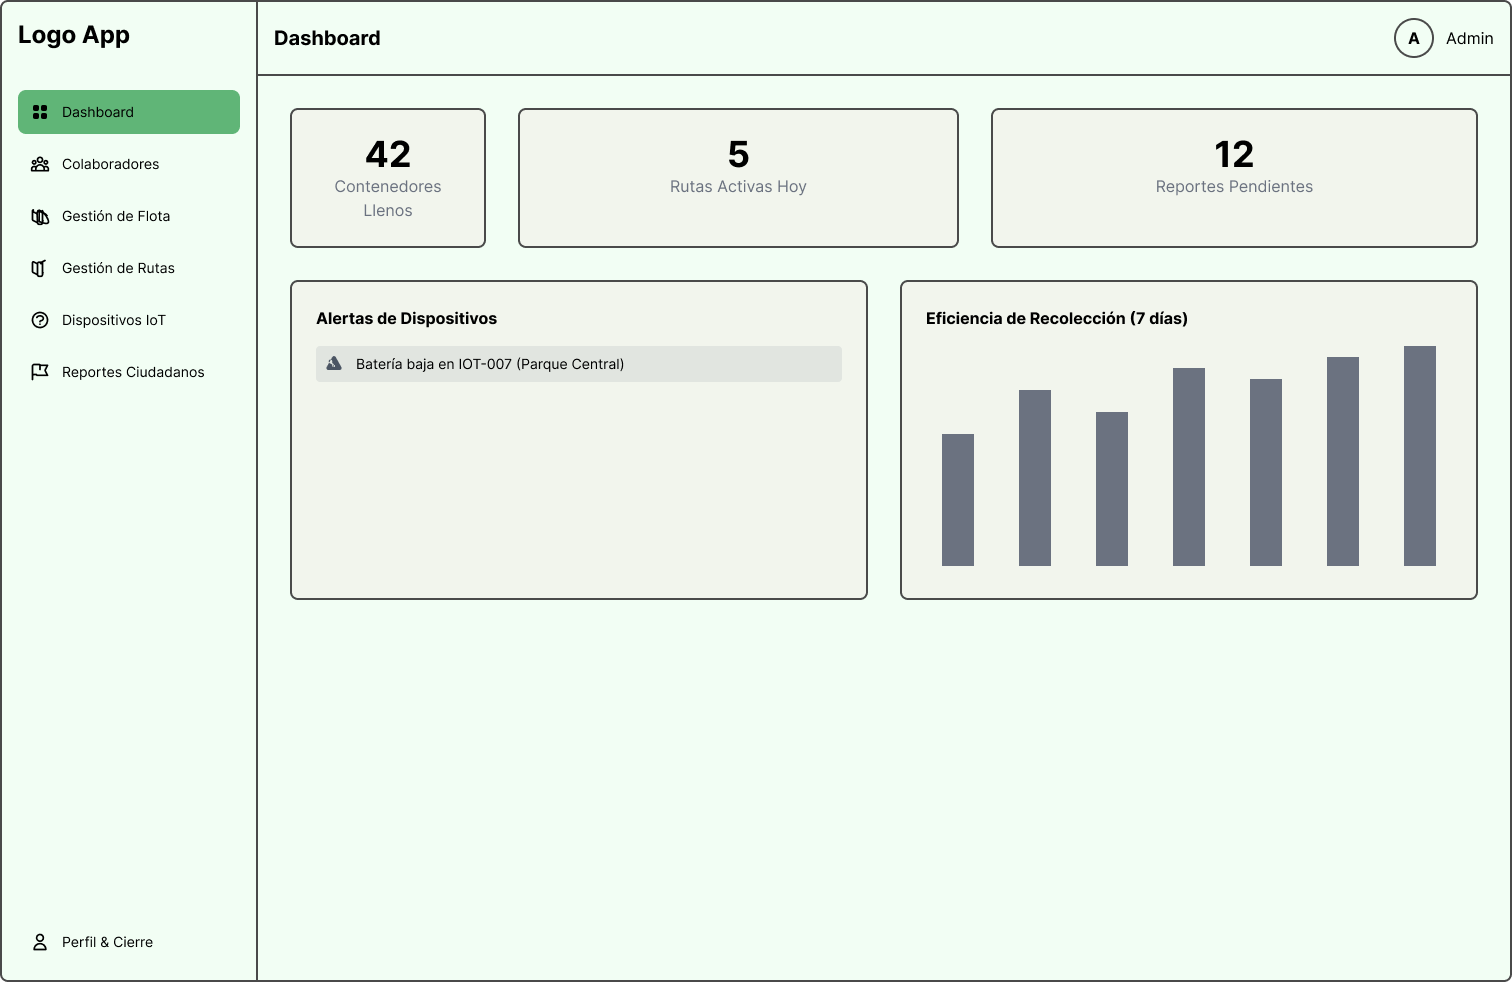 Logo App
Dashboard
Colaboradores
Gestión de Flota
Gestión de Rutas
Dispositivos IoT
Reportes Ciudadanos
Perfil & Cierre
Dashboard
A Admin
42
Contenedores
Llenos
5
Rutas Activas Hoy
12
Reportes Pendientes
Alertas de Dispositivos
Batería baja en IOT-007 (Parque Central)
Eficiencia de Recolección (7 días)